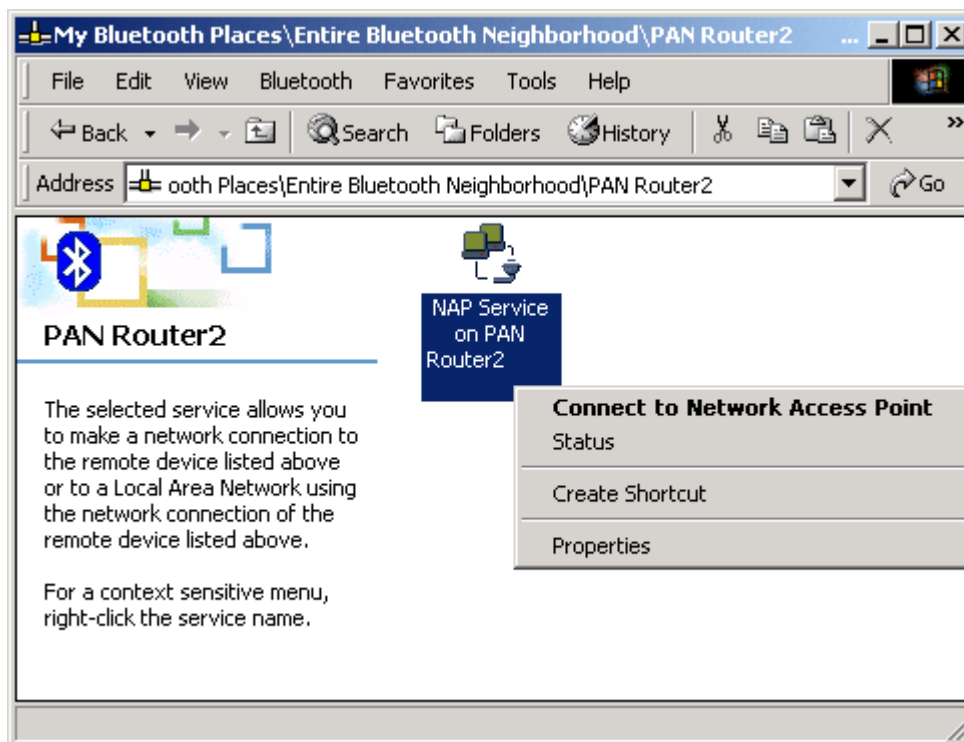 My Bluetooth Places\Entire Bluetooth Neighborhood\PAN Router2 ...
File Edit View Bluetooth Favorites Tools Help
Back Search Folders History »
Address ooth Places\Entire Bluetooth Neighborhood\PAN Router2 Go
PAN Router2
The selected service allows you
to make a network connection to
the remote device listed above
or to a Local Area Network using
the network connection of the
remote device listed above.
For a context sensitive menu,
right-click the service name.
NAP Service
on PAN
Router2
Connect to Network Access Point
Status
Create Shortcut
Properties